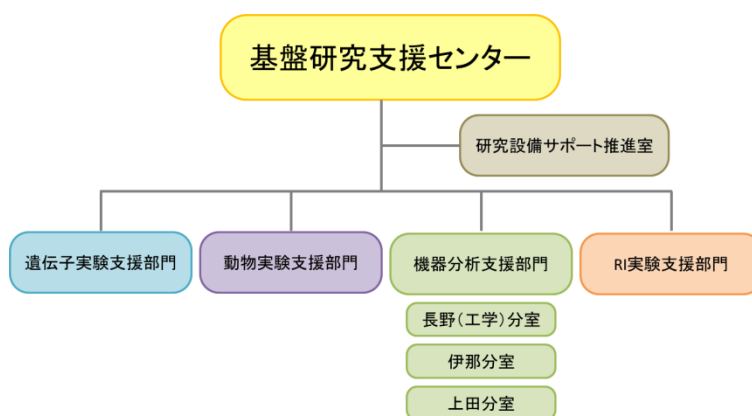 基盤研究支援センター
研究設備サポート推進室
遺伝子実験支援部門
動物実験支援部門
機器分析支援部門
RI実験支援部門
長野(工学)分室
伊那分室
上田分室